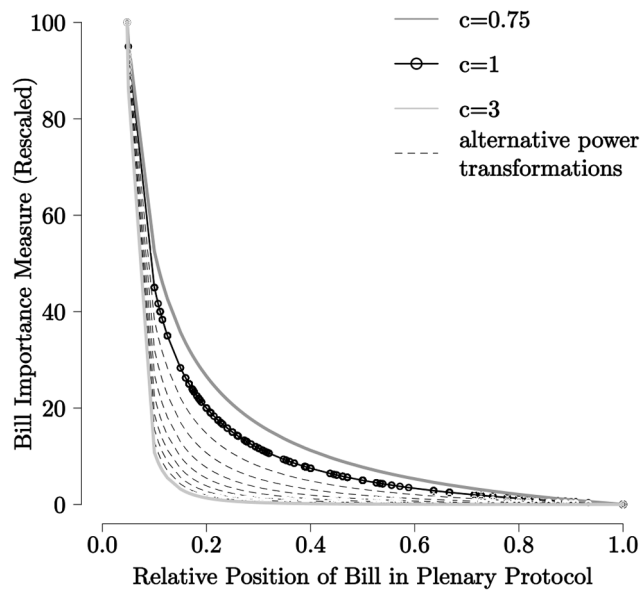 c=0.75
c=1
c=3
alternative power
transformations
Bill Importance Measure (Rescaled)
100
80
60
40
20
0
0.0 0.2 0.4 0.6 0.8 1.0
Relative Position of Bill in Plenary Protocol